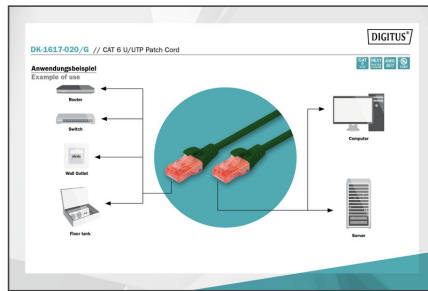 DIGITUS®
DK-1617-020/G // CAT 6 U/UTP Patch Cord
Anwendungsbeispiel
Example of use
Router
Switch
Wall Outlet
Floor tank
Computer
Server